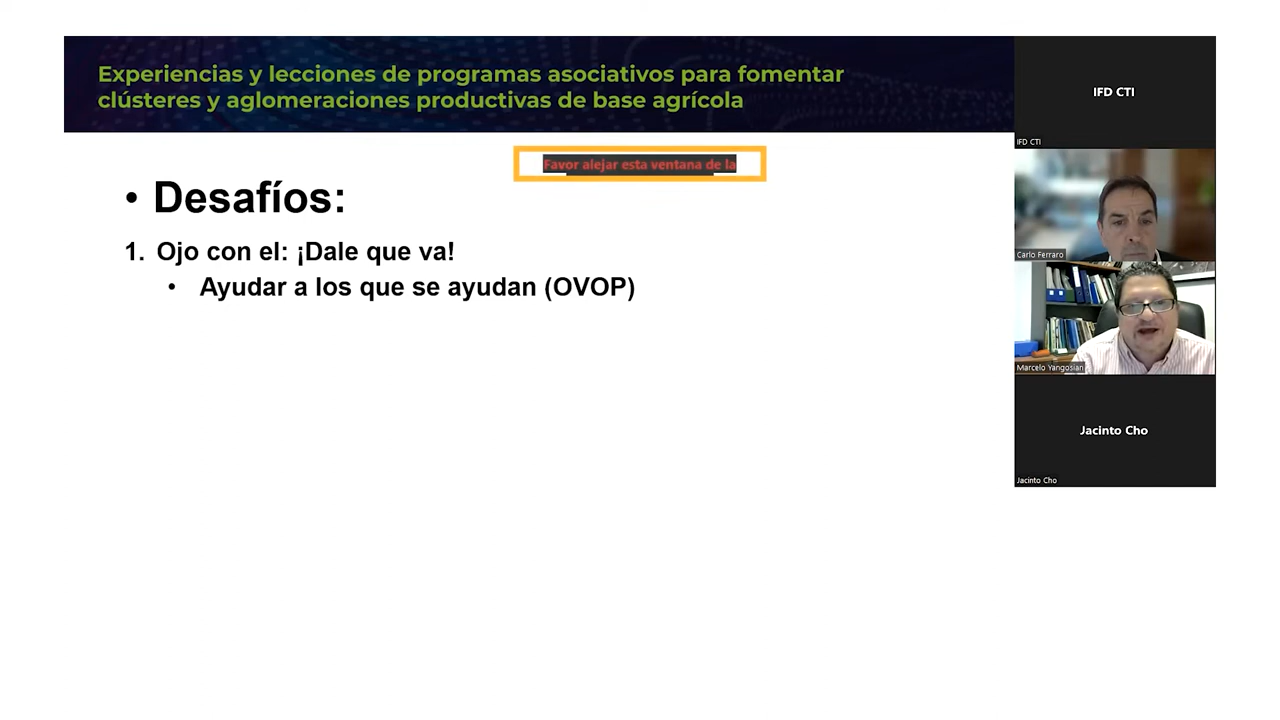 Experiencias y lecciones de programas asociativos para fomentar
clústeres y aglomeraciones productivas de base agrícola
Favor alejar esta ventana de la
• Desafíos:
1. Ojo con el: ¡Dale que va!
• Ayudar a los que se ayudan (OVOP)
IFD CTI
IFD CTI
Carlo Ferraro
Marcelo Yangosian
Jacinto Cho
Jacinto Cho